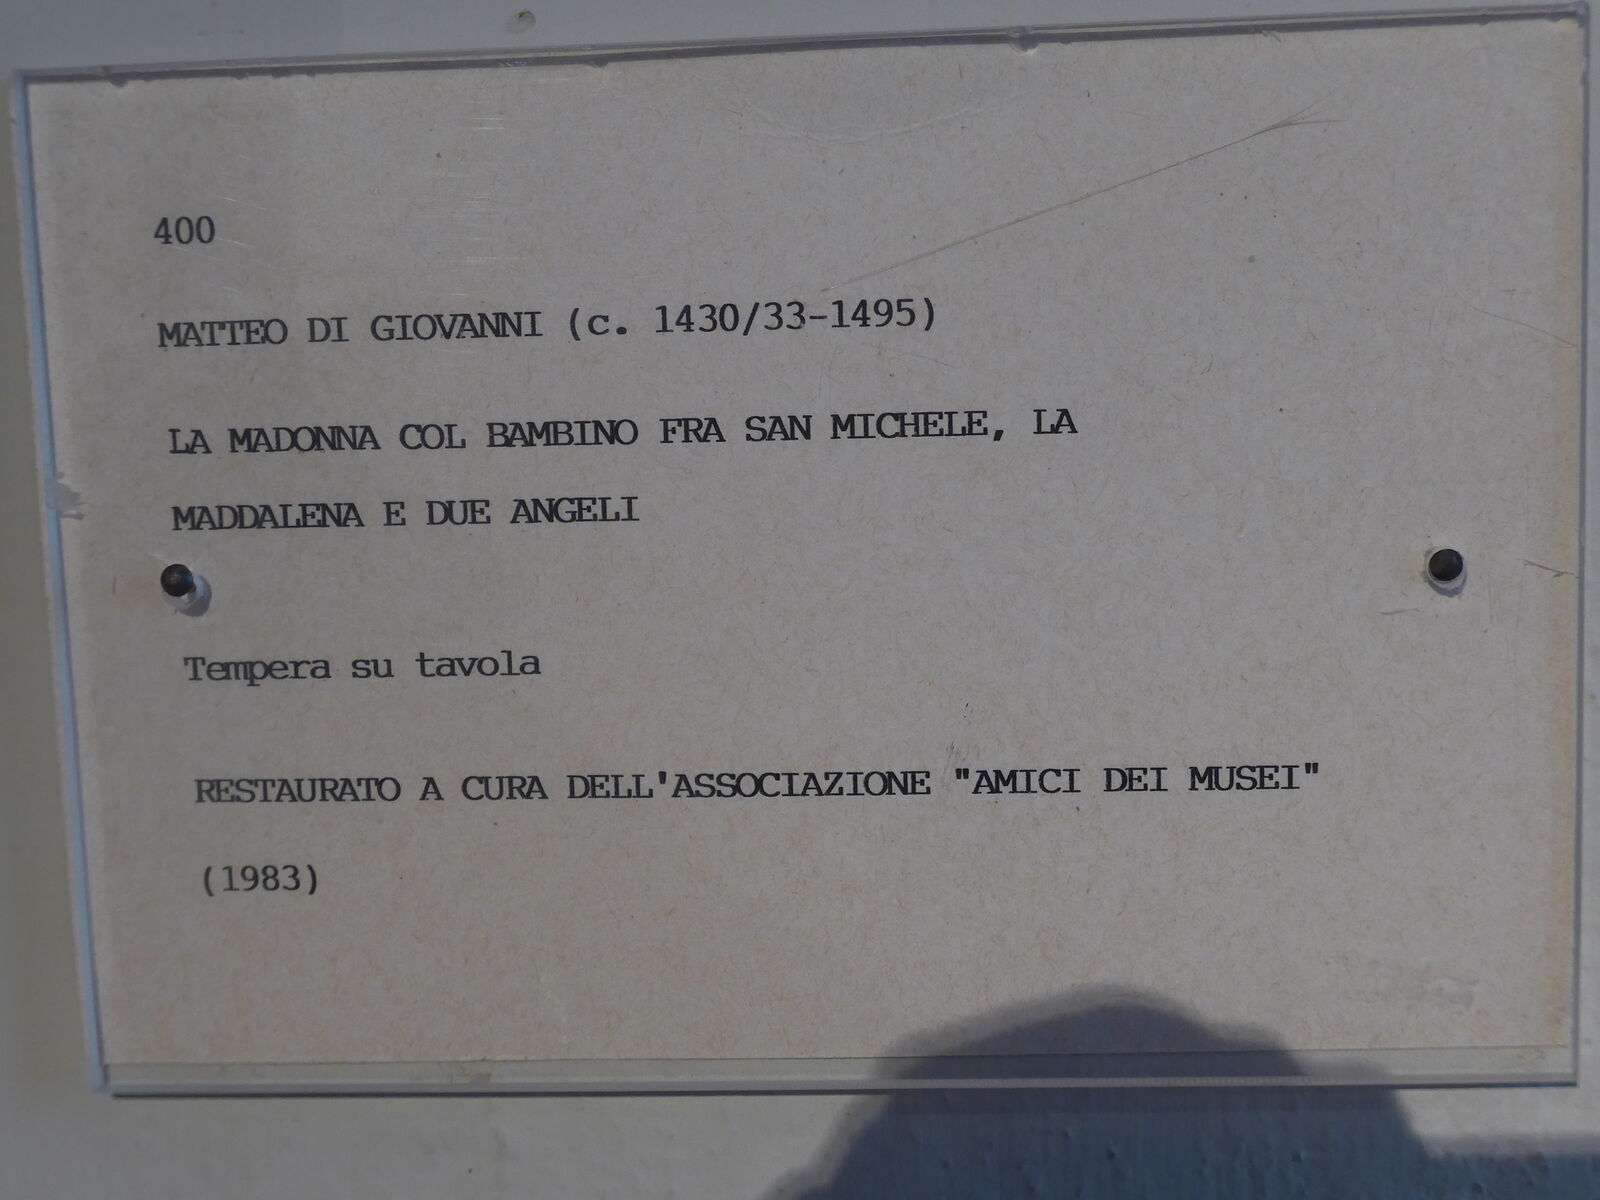 400
MATTEO DI GIOVANNI (c. 1430/33-1495)
LA MADONNA COL BAMBINO FRA SAN MICHELE, LA
MADDALENA E DUE ANGELI
Tempera su tavola
RESTAURATO A CURA DELL'ASSOCIAZIONE "AMICI DEI MUSEI"
(1983)